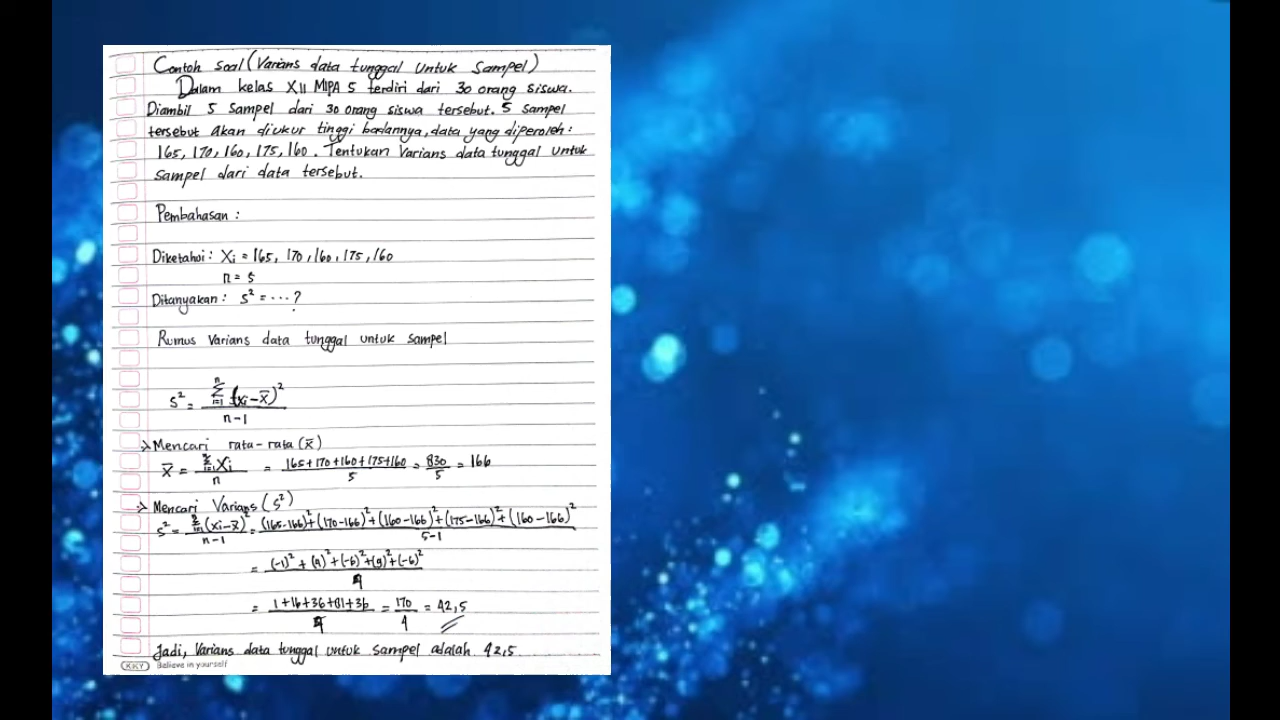 Contoh soal (Varians data tunggal untuk Sampel)
Dalam kelas XII MIPA 5 terdiri dari 30 orang siswa.
Diambil 5 Sampel dari 30 orang siswa tersebut. 5 Sampel
tersebut akan diukur tinggi badannya, data yang diperoleh:
165, 170, 160, 175, 160. Tentukan Varians data tunggal untuk
sampel dari data tersebut.
Pembahasan :
Diketahui : Xi = 165, 170, 160, 175, 160
n = 5
Ditanyakan : s² = ... ?
Rumus Varians data tunggal untuk sampel
s² = n Σ i=1 (xi - x̄)² / n-1
> Mencari rata-rata (x̄)
x̄ = Σ i=1 Xi / n = 165+170+160+175+160 / 5 = 830 / 5 = 166
> Mencari Varians (s²)
s² = Σ i=1 (xi - x̄)² / n-1 = (165-166)²+(170-166)²+(160-166)²+(175-166)²+(160-166)² / 5-1
= (-1)² + (4)² + (-6)² + (9)² + (-6)² / 4
= 1+16+36+81+36 / 4 = 170 / 4 = 42,5
Jadi, Varians data tunggal untuk sampel adalah 42,5.
KKY Believe in yourself